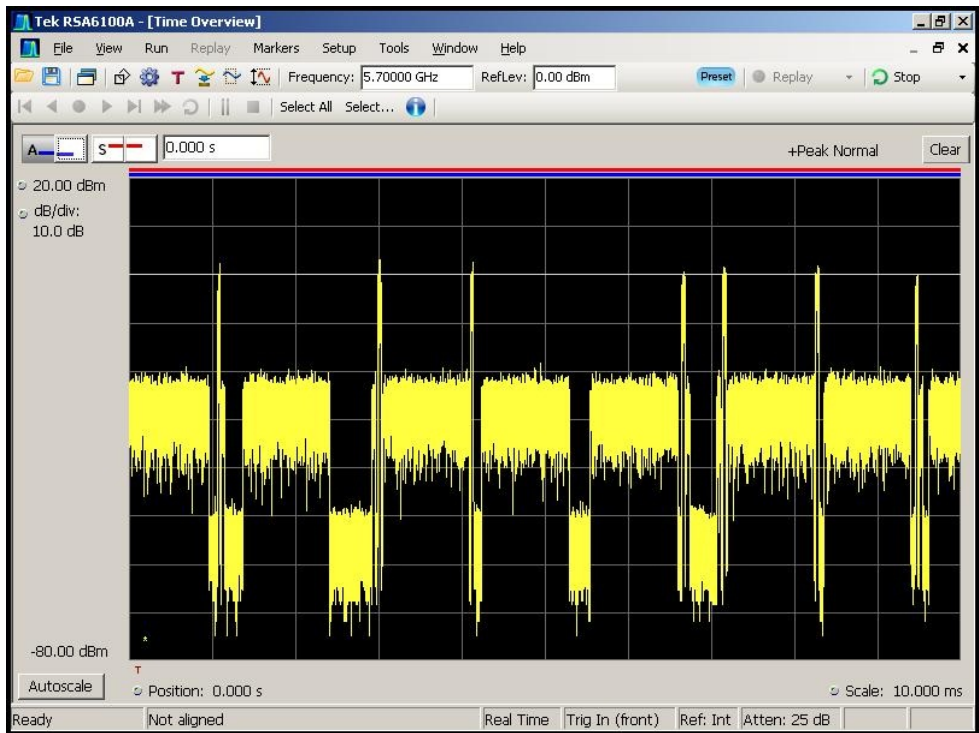 Tek RSA6100A - [Time Overview]
File View Run Replay Markers Setup Tools Window Help
T Frequency: 5.70000 GHz RefLev: 0.00 dBm Preset Replay Stop
Select All Select...
A S 0.000 s +Peak Normal Clear
20.00 dBm
dB/div:
10.0 dB
-80.00 dBm
T
Autoscale Position: 0.000 s Scale: 10.000 ms
Ready Not aligned Real Time Trig In (front) Ref: Int Atten: 25 dB